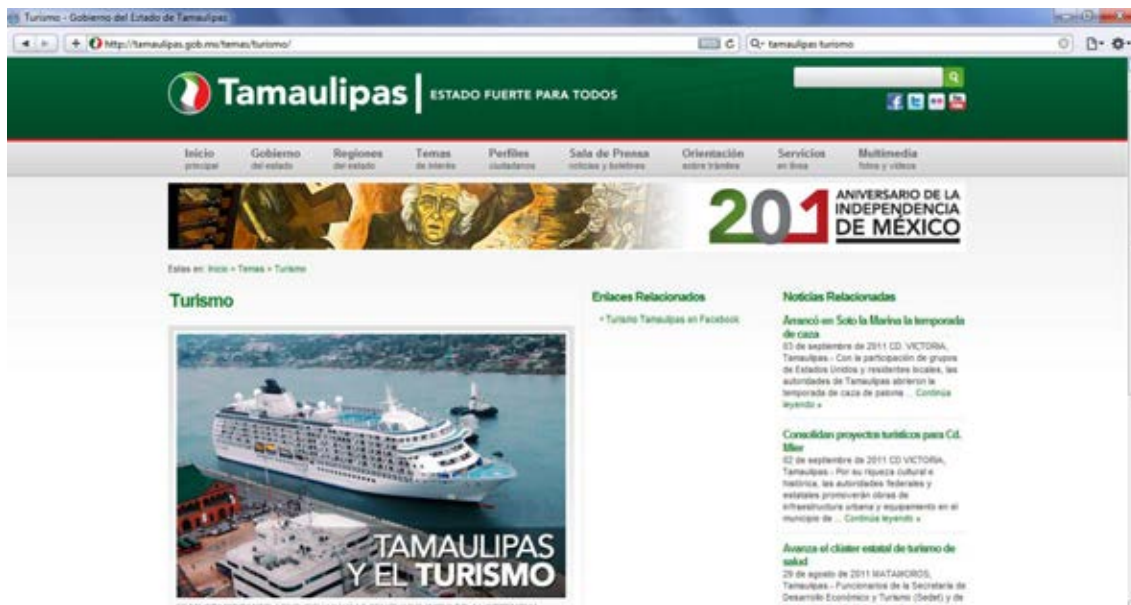 Turismo - Gobierno del Estado de Tamaulipas
http://tamaulipas.gob.mx/temas/turismo/
tamaulipas turismo
Tamaulipas
ESTADO FUERTE PARA TODOS
Inicio
principal
Gobierno
del estado
Regiones
del estado
Temas
de interés
Perfiles
ciudadanos
Sala de Prensa
noticias y boletines
Orientación
sobre trámites
Servicios
en línea
Multimedia
fotos y videos
201
ANIVERSARIO DE LA
INDEPENDENCIA
DE MÉXICO
Estas en: Inicio » Temas » Turismo
Turismo
TAMAULIPAS
Y EL TURISMO
Enlaces Relacionados
Turismo Tamaulipas en Facebook
Noticias Relacionadas
Arrancó en Soto la Marina la temporada
de caza
03 de septiembre de 2011 CD. VICTORIA,
Tamaulipas.- Con la participación de grupos
de Estados Unidos y residentes locales, las
autoridades de Tamaulipas abrieron la
temporada de caza de paloma ... Continúa
leyendo »
Consolidan proyectos turísticos para Cd.
Mier
02 de septiembre de 2011 CD VICTORIA,
Tamaulipas.- Por su riqueza cultural e
histórica, las autoridades federales y
estatales promoverán obras de
infraestructura urbana y equipamiento en el
municipio de ... Continúa leyendo »
Avanza el clúster estatal de turismo de
salud
29 de agosto de 2011 MATAMOROS,
Tamaulipas.- Funcionarios de la Secretaría de
Desarrollo Económico y Turismo (Sedet) y de